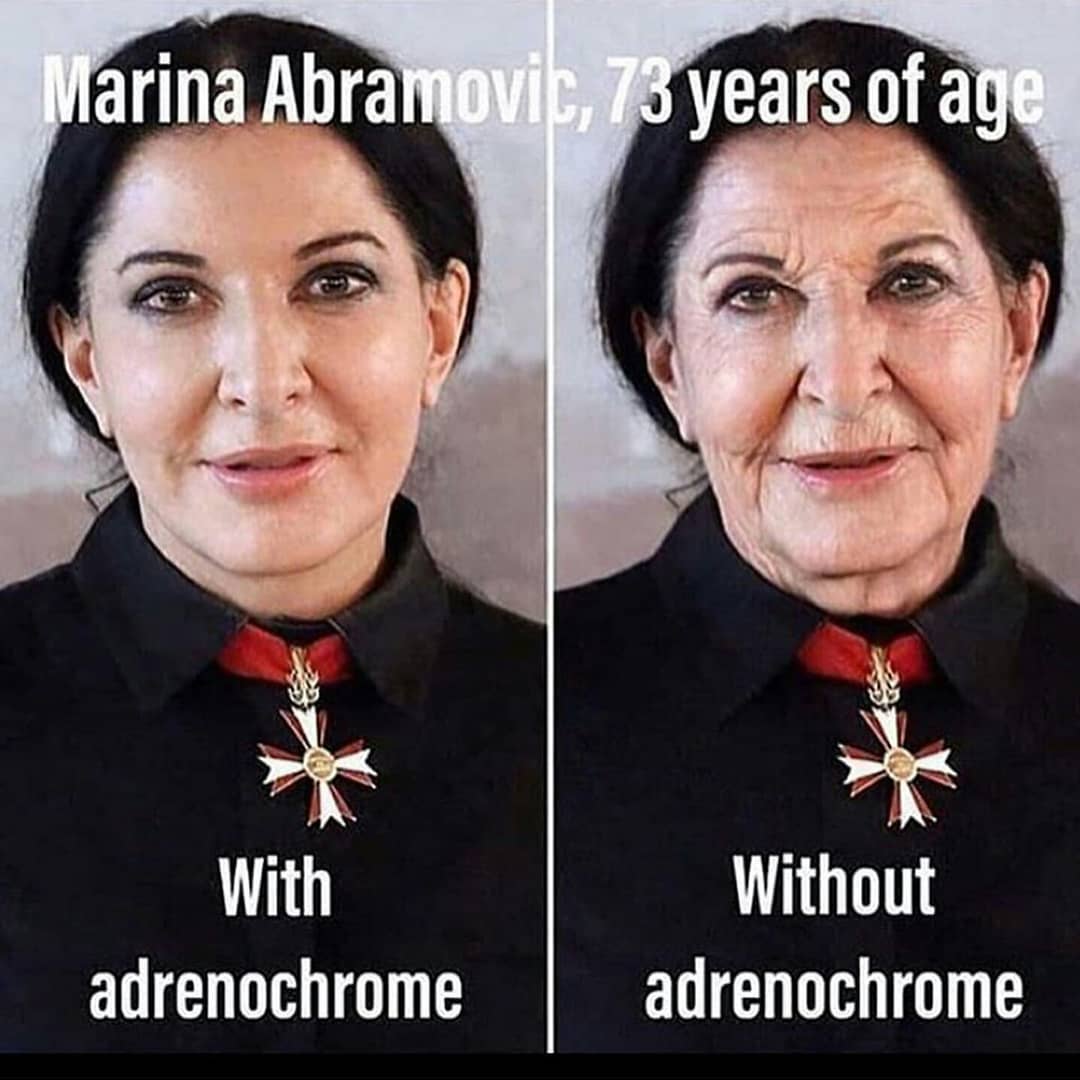 Marina Abramovic, 73 years of age
With
adrenochrome
Without
adrenochrome